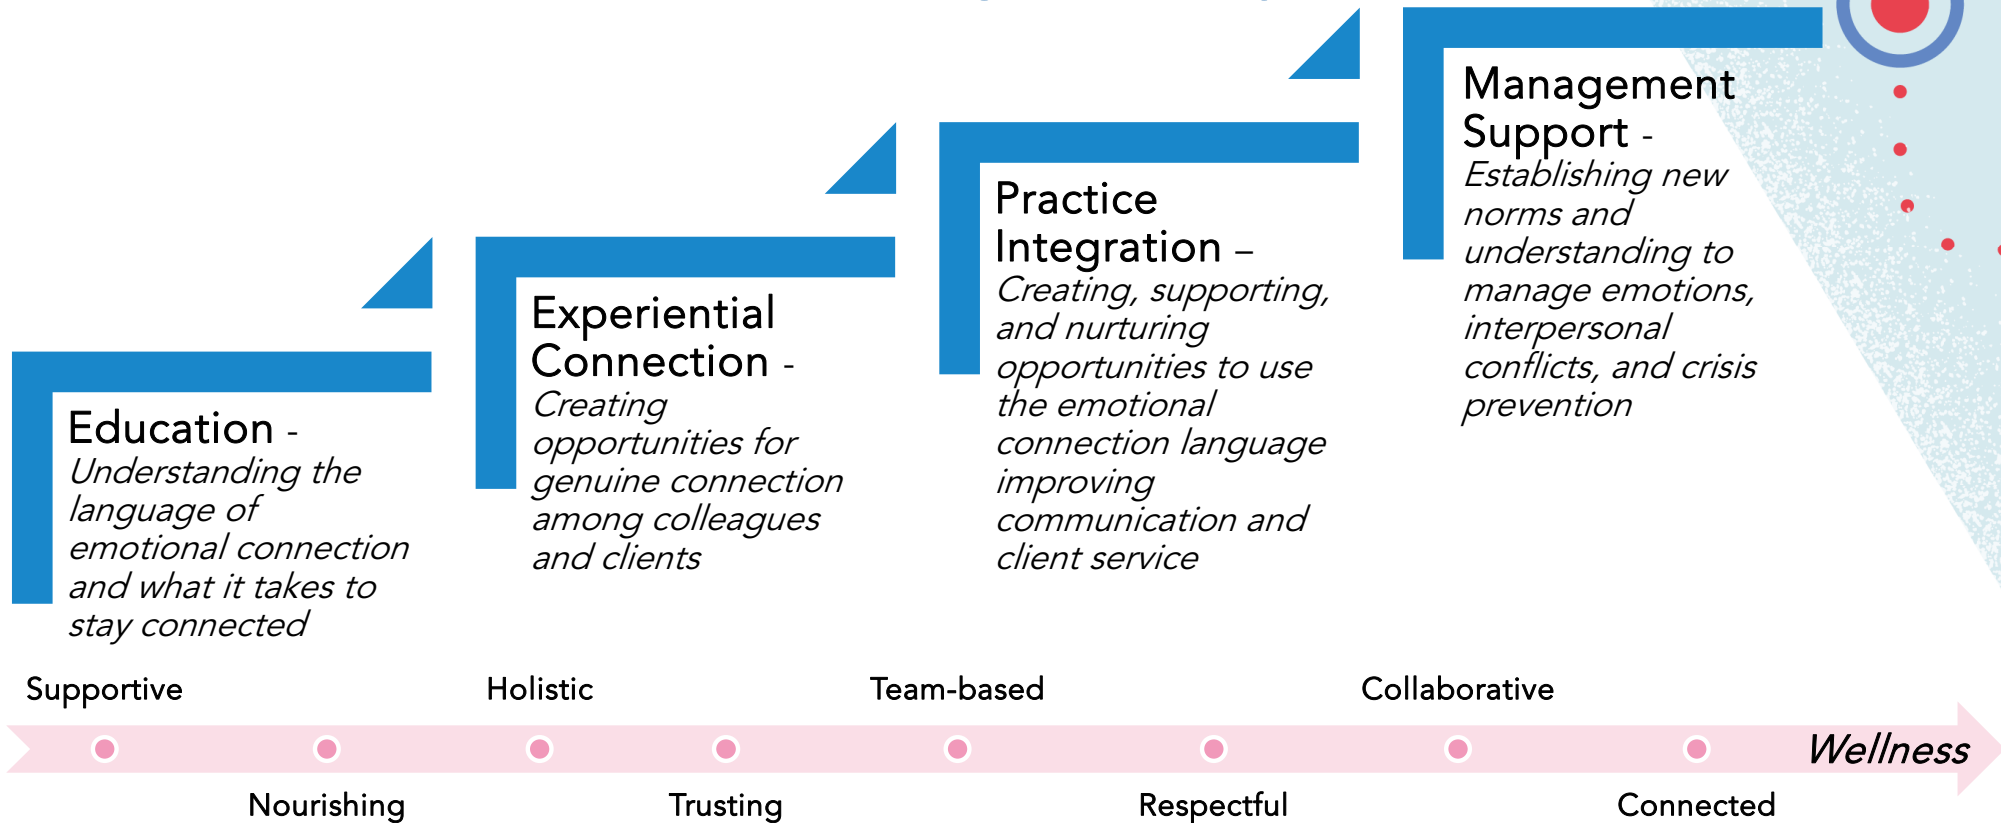 Education -
Understanding the
language of
emotional connection
and what it takes to
stay connected
Experiential
Connection -
Creating
opportunities for
genuine connection
among colleagues
and clients
Practice
Integration –
Creating, supporting,
and nurturing
opportunities to use
the emotional
connection language
improving
communication and
client service
Management
Support -
Establishing new
norms and
understanding to
manage emotions,
interpersonal
conflicts, and crisis
prevention
Supportive
Nourishing
Holistic
Trusting
Team-based
Respectful
Collaborative
Connected
Wellness